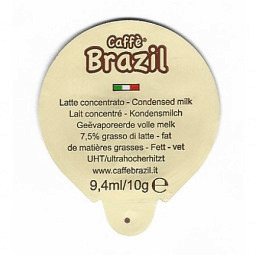 Caffè
Brazil
Latte concentrato - Condensed milk
Lait concentré - Kondensmilch
Geëvaporeerde volle melk
7,5% grasso di latte - fat
de matières grasses - Fett - vet
UHT/ultrahocherhitzt
www.caffebrazil.it
9,4ml/10g ℮